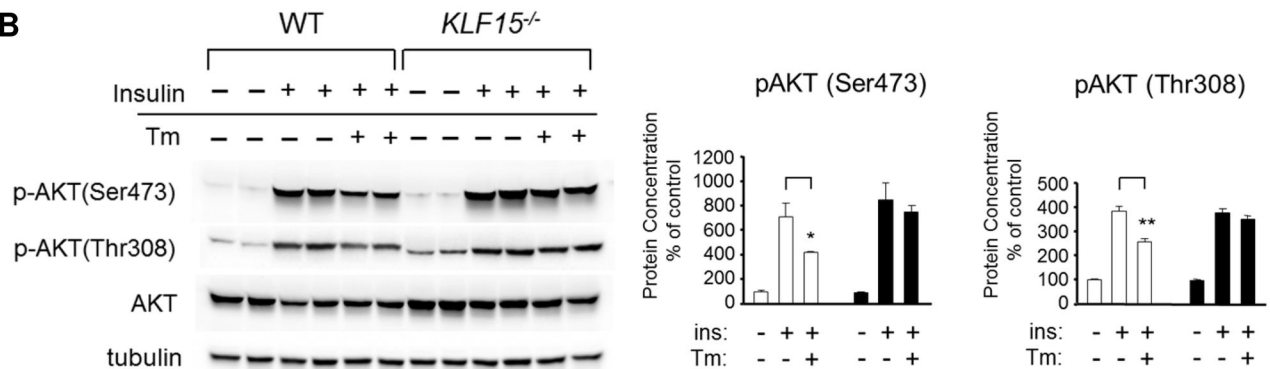 B
WT KLF15-/-
Insulin − − + + + + − − + + + +
Tm − − − − + + − − − − + +
p-AKT(Ser473)
p-AKT(Thr308)
AKT
tubulin
pAKT (Ser473)
Protein Concentration
% of control
1200
1000
800
600
400
200
0
*
ins: - + + - + +
Tm: - - + - - +
pAKT (Thr308)
Protein Concentration
% of control
500
400
300
200
100
0
**
ins: - + + - + +
Tm: - - + - - +